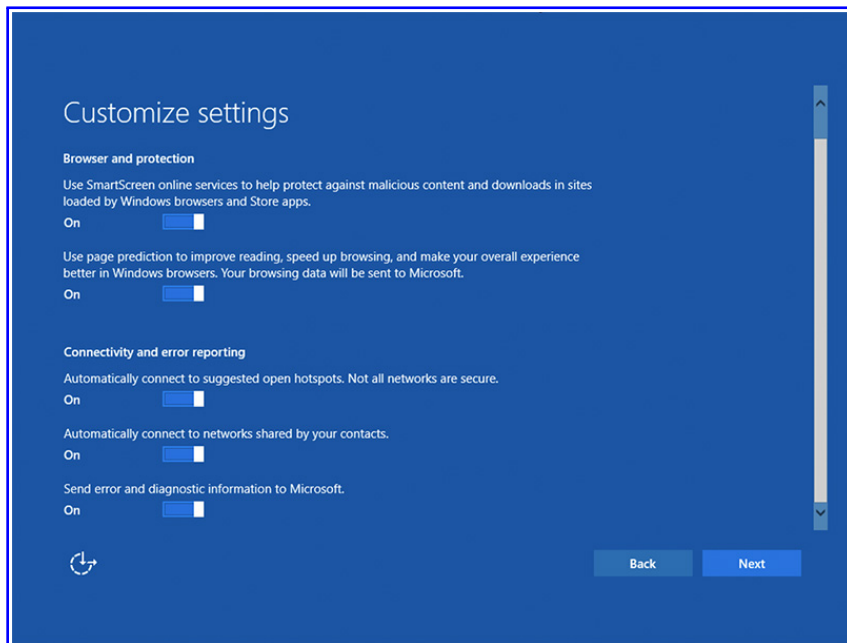 Customize settings
Browser and protection
Use SmartScreen online services to help protect against malicious content and downloads in sites
loaded by Windows browsers and Store apps.
On
Use page prediction to improve reading, speed up browsing, and make your overall experience
better in Windows browsers. Your browsing data will be sent to Microsoft.
On
Connectivity and error reporting
Automatically connect to suggested open hotspots. Not all networks are secure.
On
Automatically connect to networks shared by your contacts.
On
Send error and diagnostic information to Microsoft.
On
Back
Next